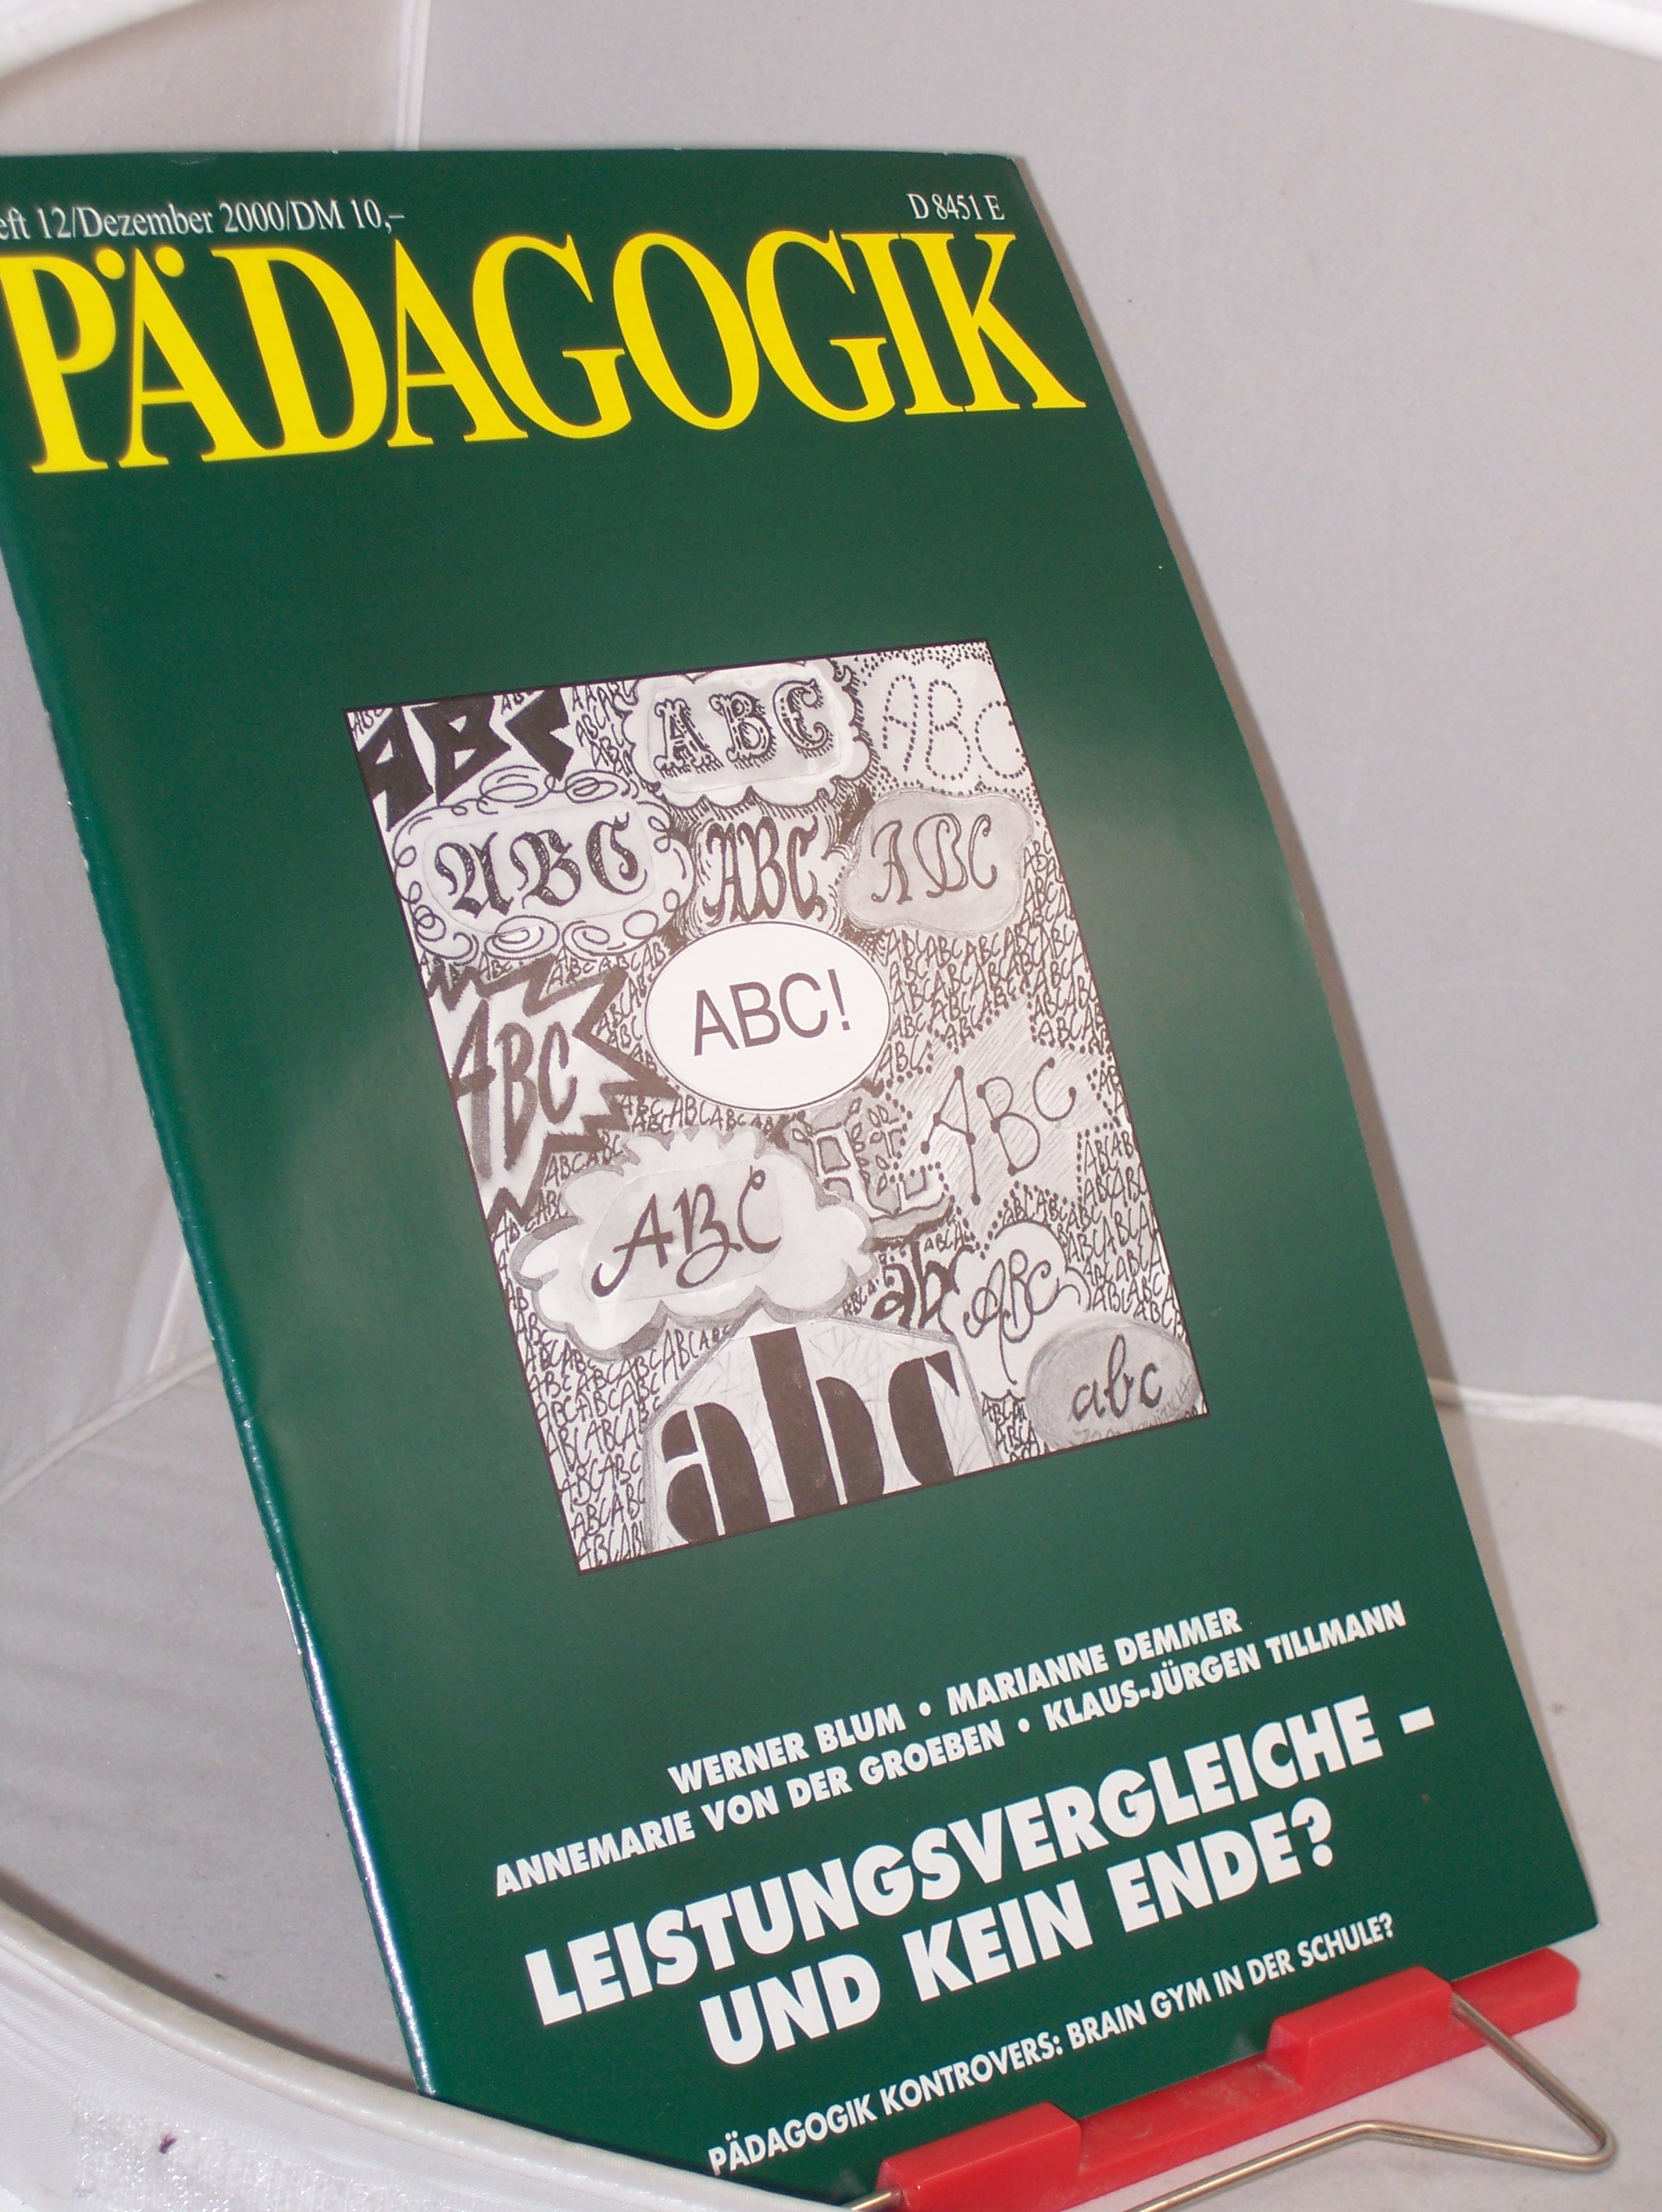 eft 12/Dezember 2000/DM 10,–
D 8451 E
PÄDAGOGIK
ABC
ABC
ABC
ABC
ABC
ABC
ABC!
ABC
ABC
ABC
abc
ABC
abc
abc
WERNER BLUM • MARIANNE DEMMER
ANNEMARIE VON DER GROEBEN • KLAUS-JÜRGEN TILLMANN
LEISTUNGSVERGLEICHE –
UND KEIN ENDE?
PÄDAGOGIK KONTROVERS: BRAIN GYM IN DER SCHULE?